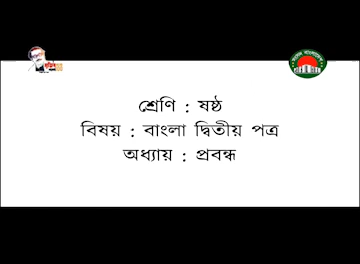 শ্রেণি : ষষ্ঠ
বিষয় : বাংলা দ্বিতীয় পত্র
অধ্যায় : প্রবন্ধ